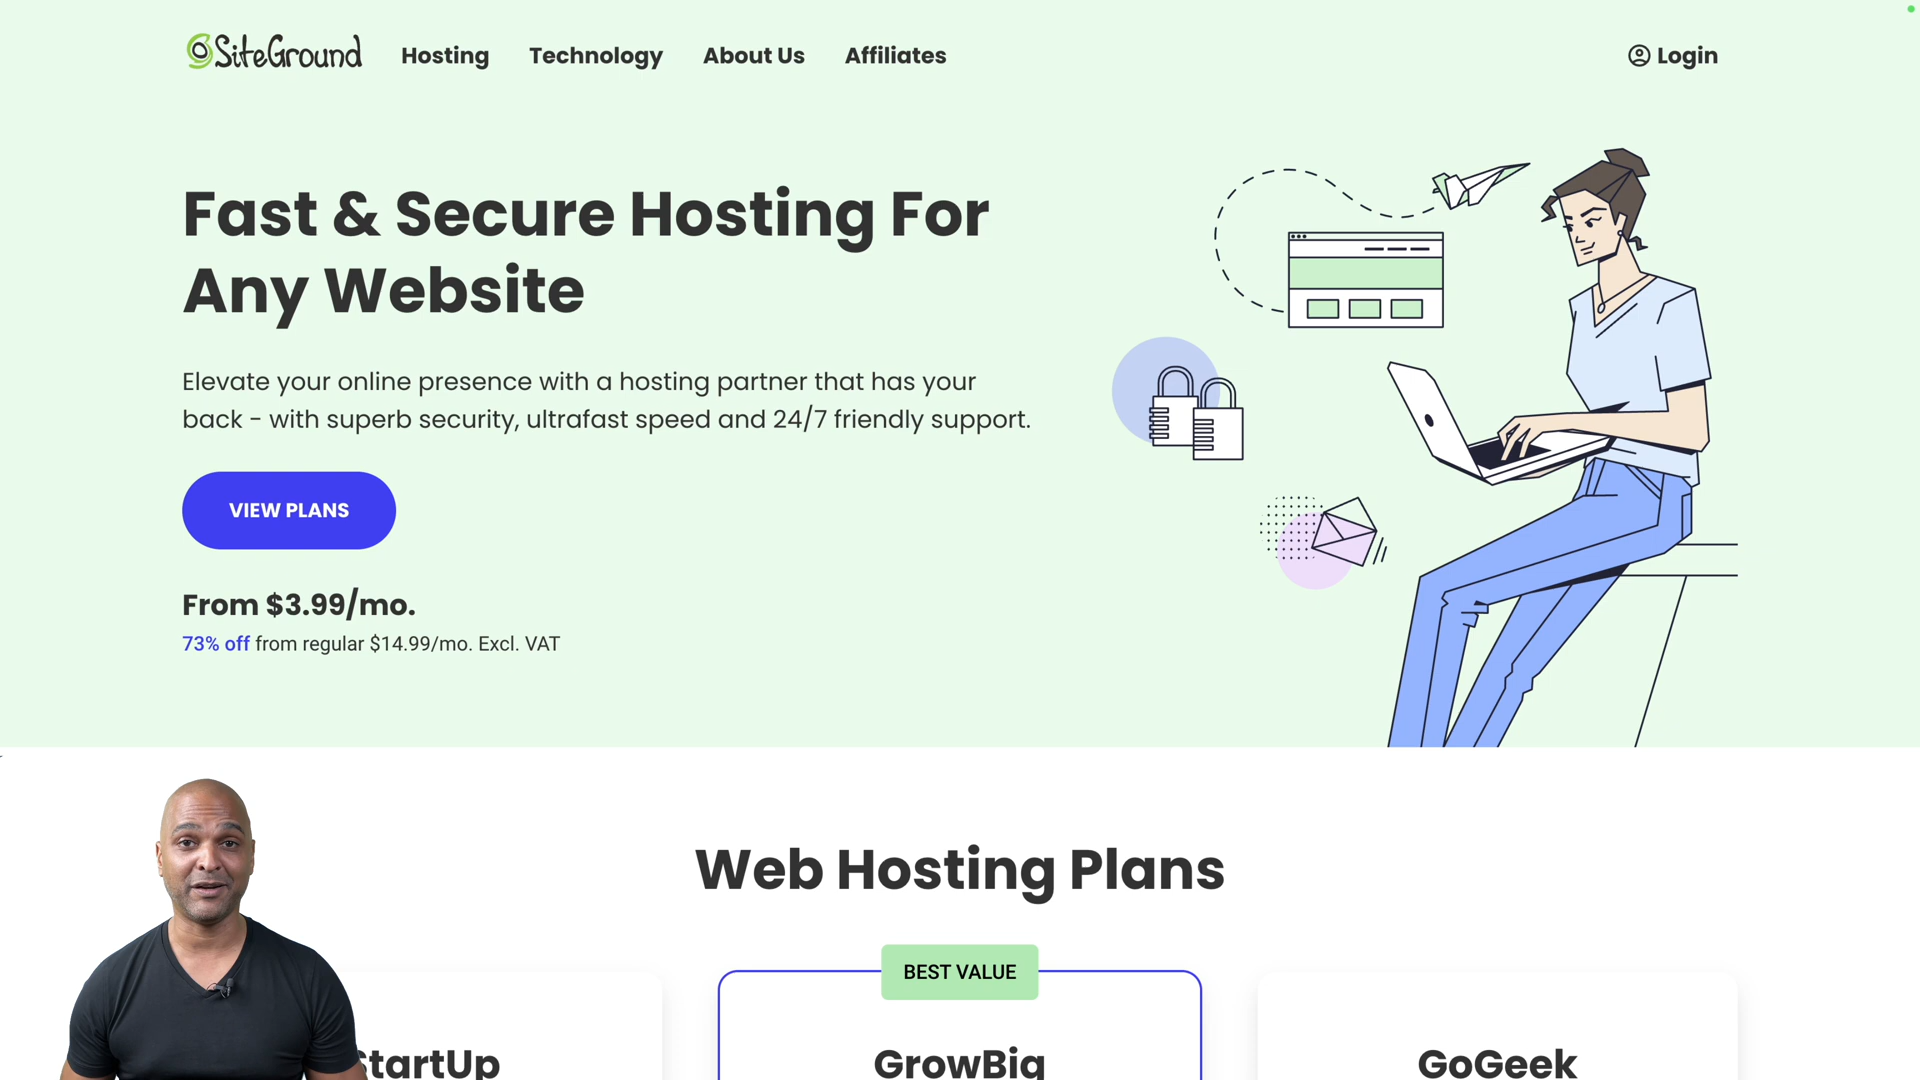 SiteGround
Hosting
Technology
About Us
Affiliates
Login
Fast & Secure Hosting For
Any Website
Elevate your online presence with a hosting partner that has your
back - with superb security, ultrafast speed and 24/7 friendly support.
VIEW PLANS
From $3.99/mo.
73% off from regular $14.99/mo. Excl. VAT
Web Hosting Plans
BEST VALUE
StartUp
GrowBig
GoGeek